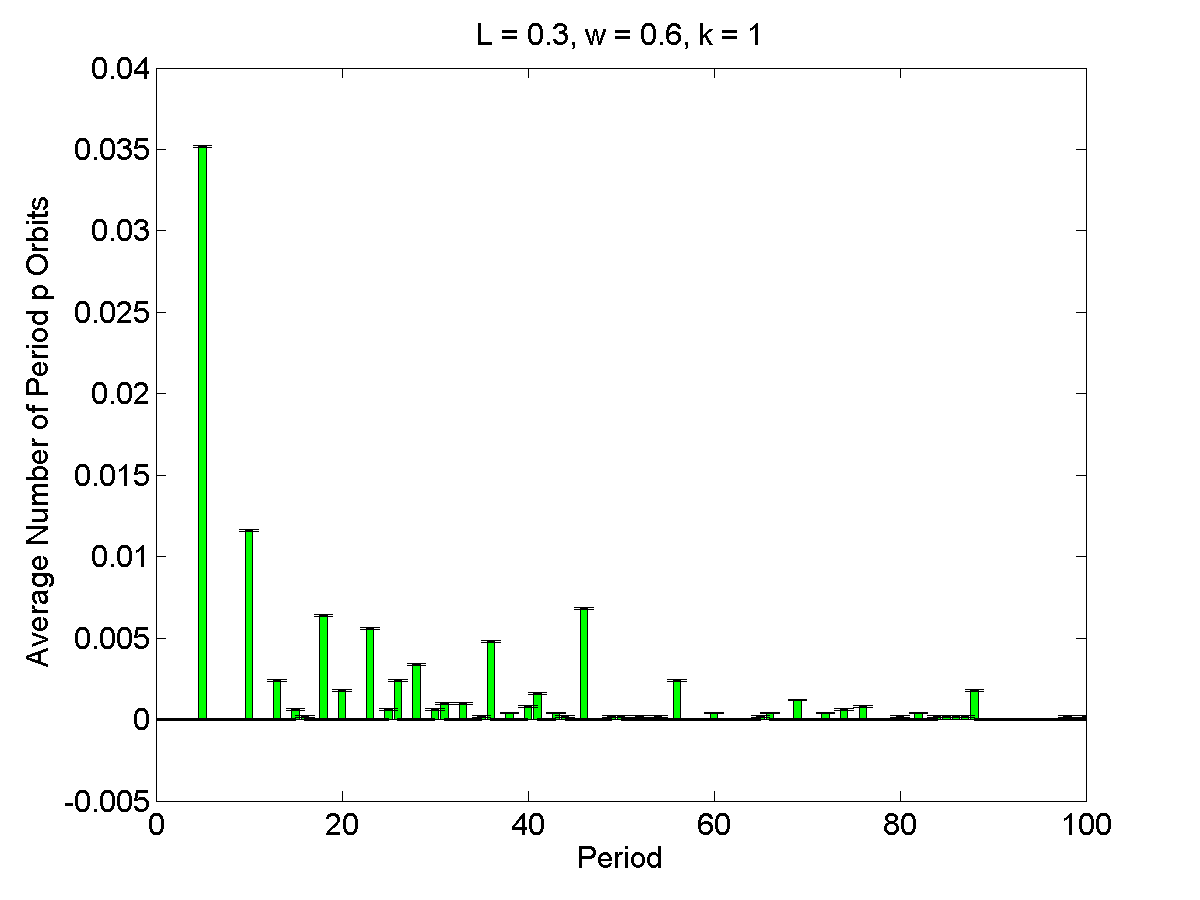 L = 0.3, w = 0.6, k = 1
0.04
0.035
0.03
0.025
0.02
0.015
0.01
0.005
0
-0.005
Average Number of Period p Orbits
0 20 40 60 80 100
Period